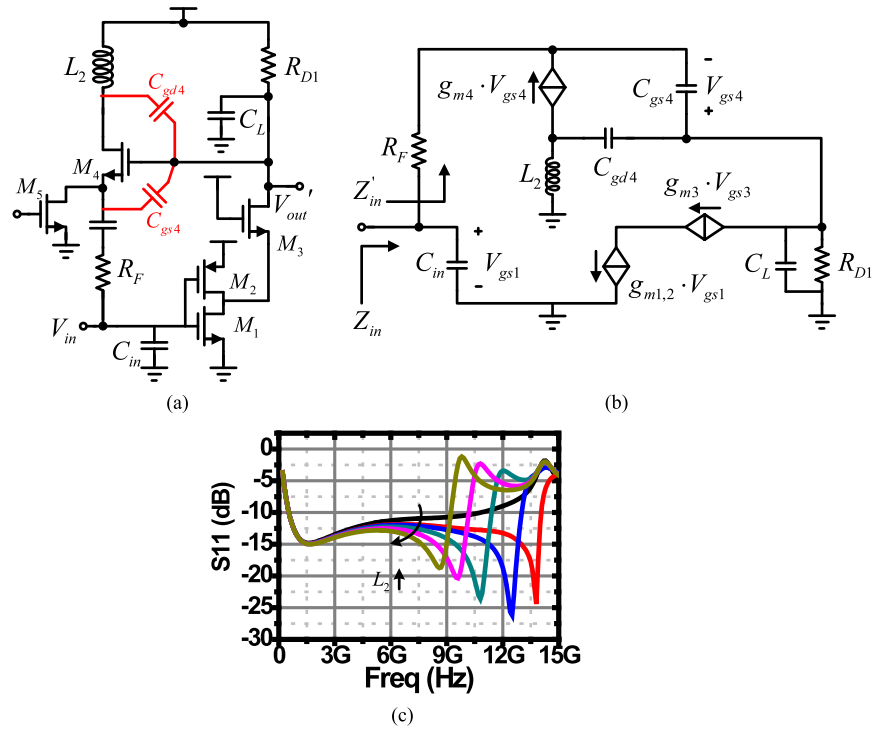 L2
Cgd4
RD1
CL
M4
M5
Cgs4
Vout'
M3
RF
M2
M1
Vin
Cin
(a)
gm4·Vgs4
Cgs4
-
Vgs4
+
RF
Cgd4
L2
Z'in
gm3·Vgs3
+
Cin
Vgs1
-
gm1,2·Vgs1
CL
RD1
Zin
(b)
S11 (dB)
0
-5
-10
-15
-20
-25
-30
L2
0
3G
6G
9G
12G
15G
Freq (Hz)
(c)